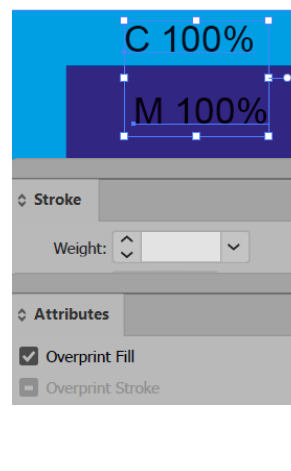 C 100%
M 100%
Stroke
Weight:
Attributes
Overprint Fill
Overprint Stroke